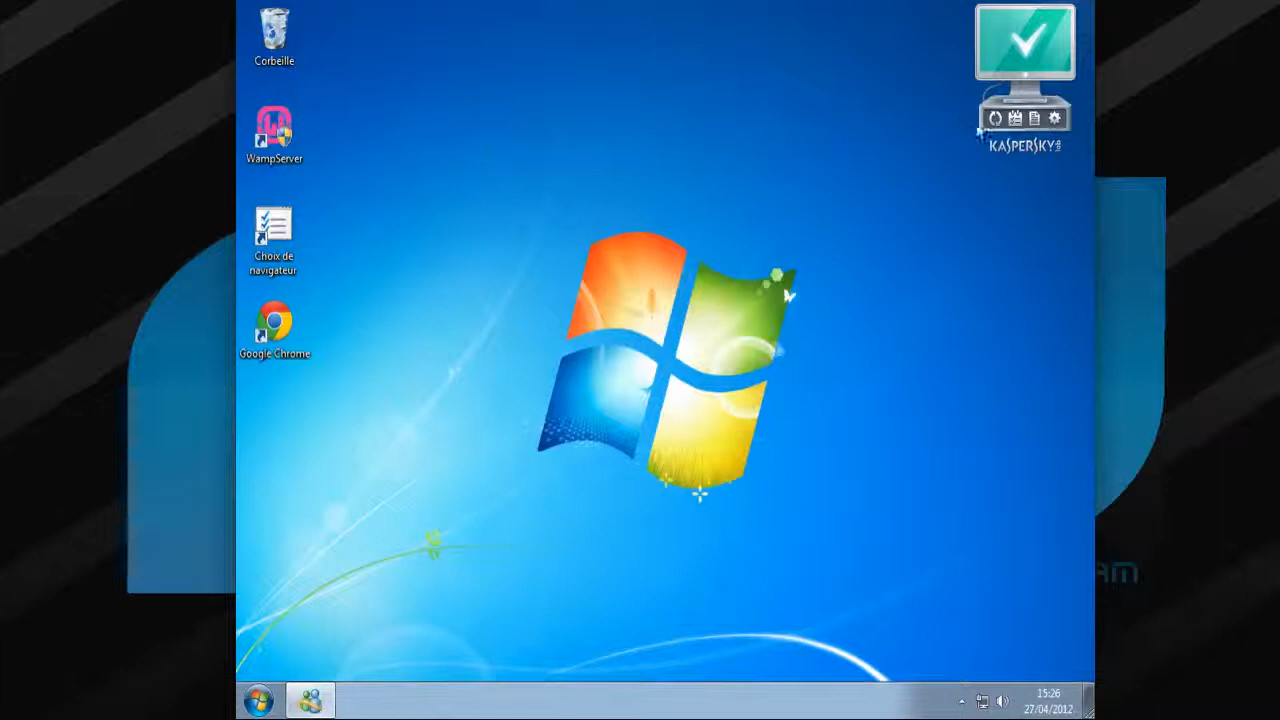 Corbeille
WampServer
Choix de
navigateur
Google Chrome
KASPERSKY
15:26
27/04/2012